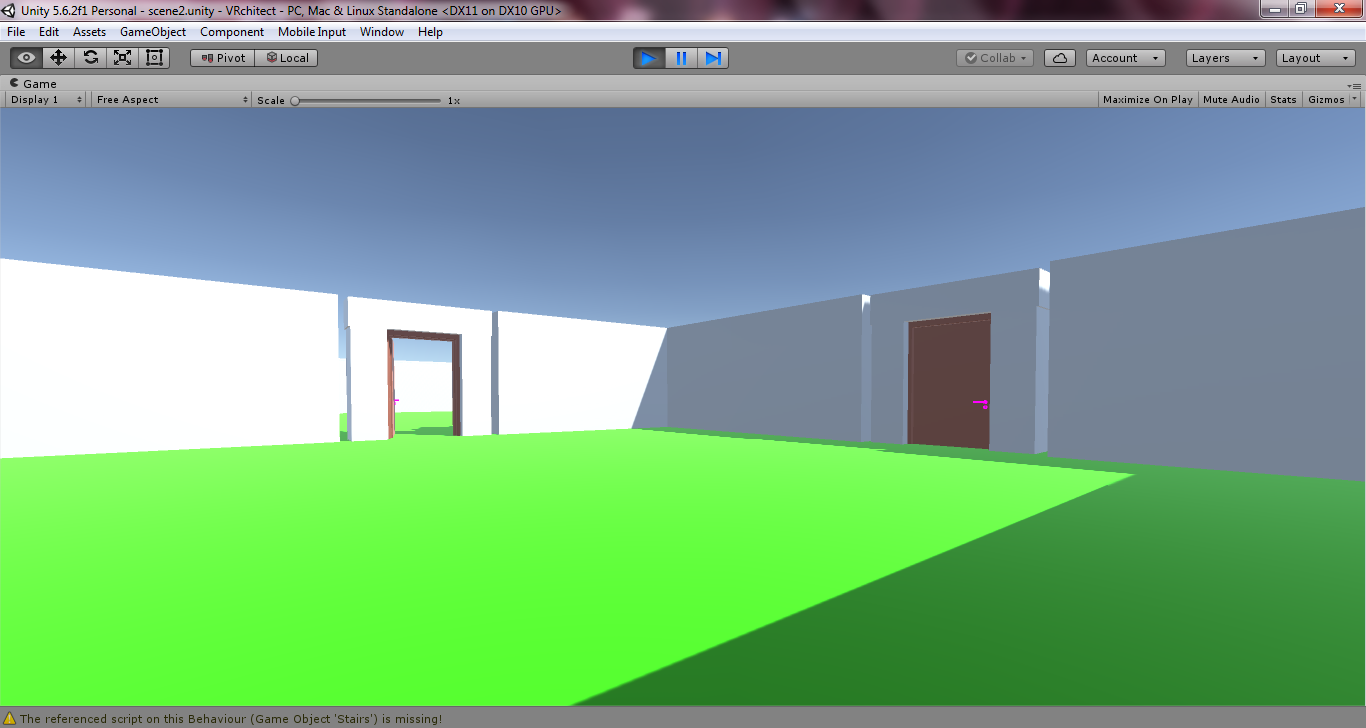 Unity 5.6.2f1 Personal - scene2.unity - VRchitect - PC, Mac & Linux Standalone <DX11 on DX10 GPU>
File Edit Assets GameObject Component Mobile Input Window Help
Pivot Local Collab Account Layers Layout
Game
Display 1 Free Aspect Scale 1x Maximize On Play Mute Audio Stats Gizmos
The referenced script on this Behaviour (Game Object 'Stairs') is missing!